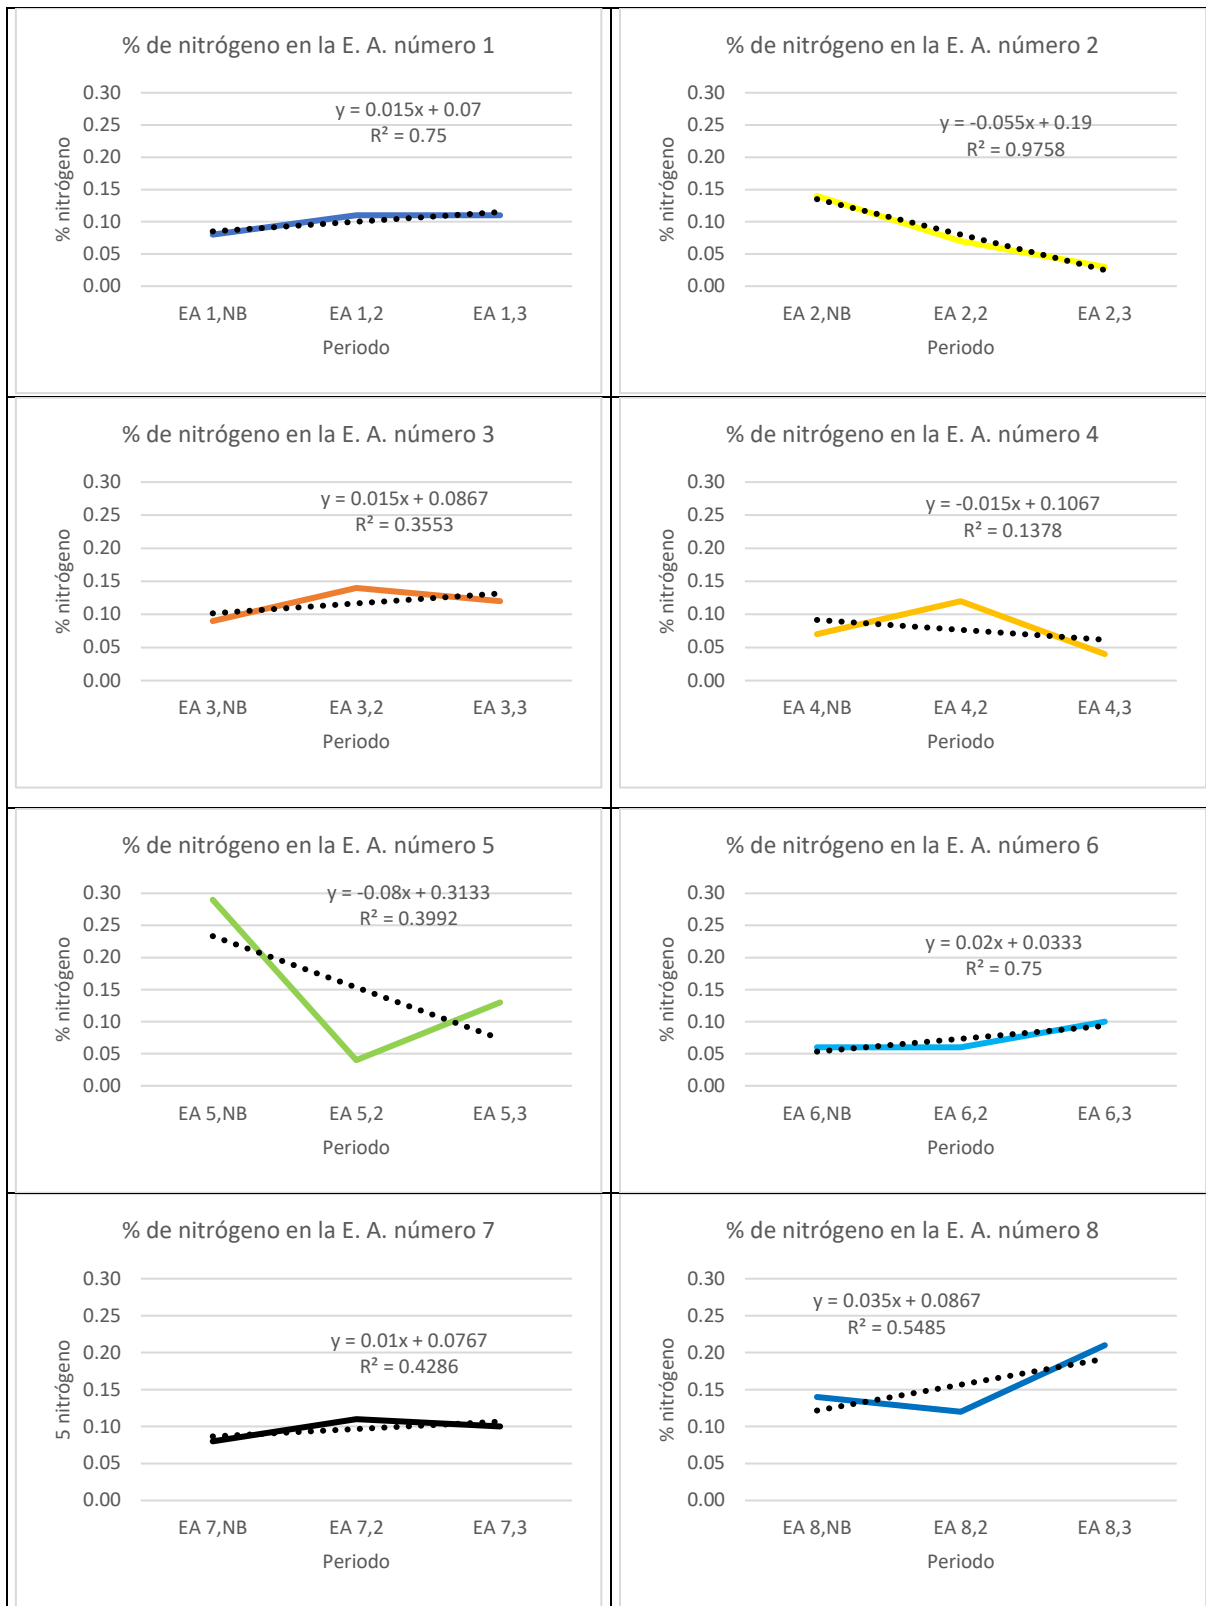 % de nitrógeno en la E. A. número 1
y = 0.015x + 0.07
R² = 0.75
0.30
0.25
0.20
0.15
0.10
0.05
0.00
% nitrógeno
EA 1,NB EA 1,2 EA 1,3
Periodo
% de nitrógeno en la E. A. número 2
y = -0.055x + 0.19
R² = 0.9758
0.30
0.25
0.20
0.15
0.10
0.05
0.00
% nitrógeno
EA 2,NB EA 2,2 EA 2,3
Periodo
% de nitrógeno en la E. A. número 3
y = 0.015x + 0.0867
R² = 0.3553
0.30
0.25
0.20
0.15
0.10
0.05
0.00
% nitrógeno
EA 3,NB EA 3,2 EA 3,3
Periodo
% de nitrógeno en la E. A. número 4
y = -0.015x + 0.1067
R² = 0.1378
0.30
0.25
0.20
0.15
0.10
0.05
0.00
% nitrógeno
EA 4,NB EA 4,2 EA 4,3
Periodo
% de nitrógeno en la E. A. número 5
y = -0.08x + 0.3133
R² = 0.3992
0.30
0.25
0.20
0.15
0.10
0.05
0.00
% nitrógeno
EA 5,NB EA 5,2 EA 5,3
Periodo
% de nitrógeno en la E. A. número 6
y = 0.02x + 0.0333
R² = 0.75
0.30
0.25
0.20
0.15
0.10
0.05
0.00
% nitrógeno
EA 6,NB EA 6,2 EA 6,3
Periodo
% de nitrógeno en la E. A. número 7
y = 0.01x + 0.0767
R² = 0.4286
0.30
0.25
0.20
0.15
0.10
0.05
0.00
5 nitrógeno
EA 7,NB EA 7,2 EA 7,3
Periodo
% de nitrógeno en la E. A. número 8
y = 0.035x + 0.0867
R² = 0.5485
0.30
0.25
0.20
0.15
0.10
0.05
0.00
% nitrógeno
EA 8,NB EA 8,2 EA 8,3
Periodo